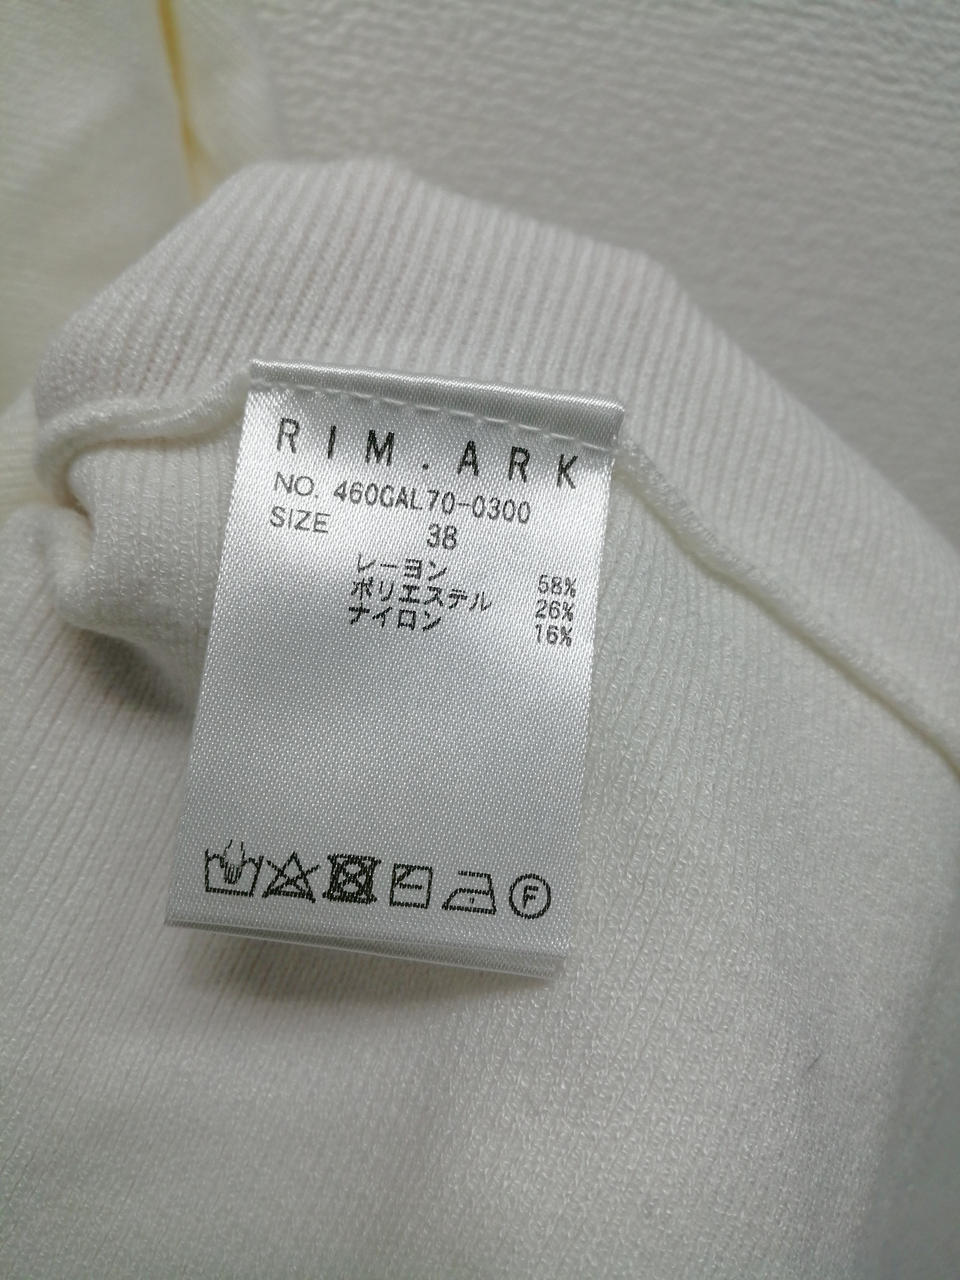 RIM.ARK
NO. 460GAL70-0300
SIZE 38
レーヨン 58%
ポリエステル 26%
ナイロン 16%
F